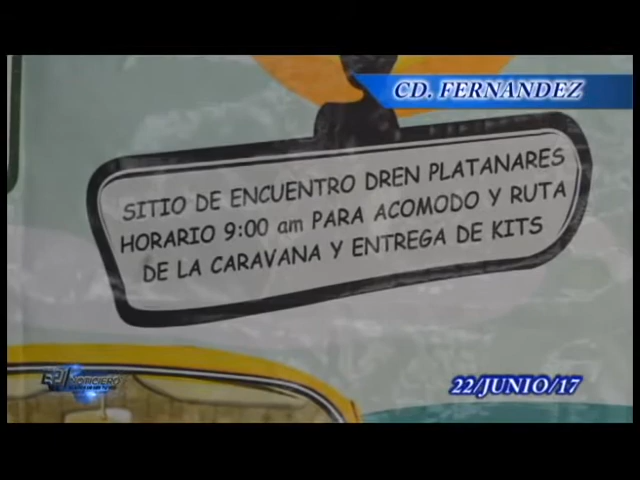 CD. FERNANDEZ
SITIO DE ENCUENTRO DREN PLATANARES
HORARIO 9:00 am PARA ACOMODO Y RUTA
DE LA CARAVANA Y ENTREGA DE KITS
NOTICIERO
22/JUNIO/17